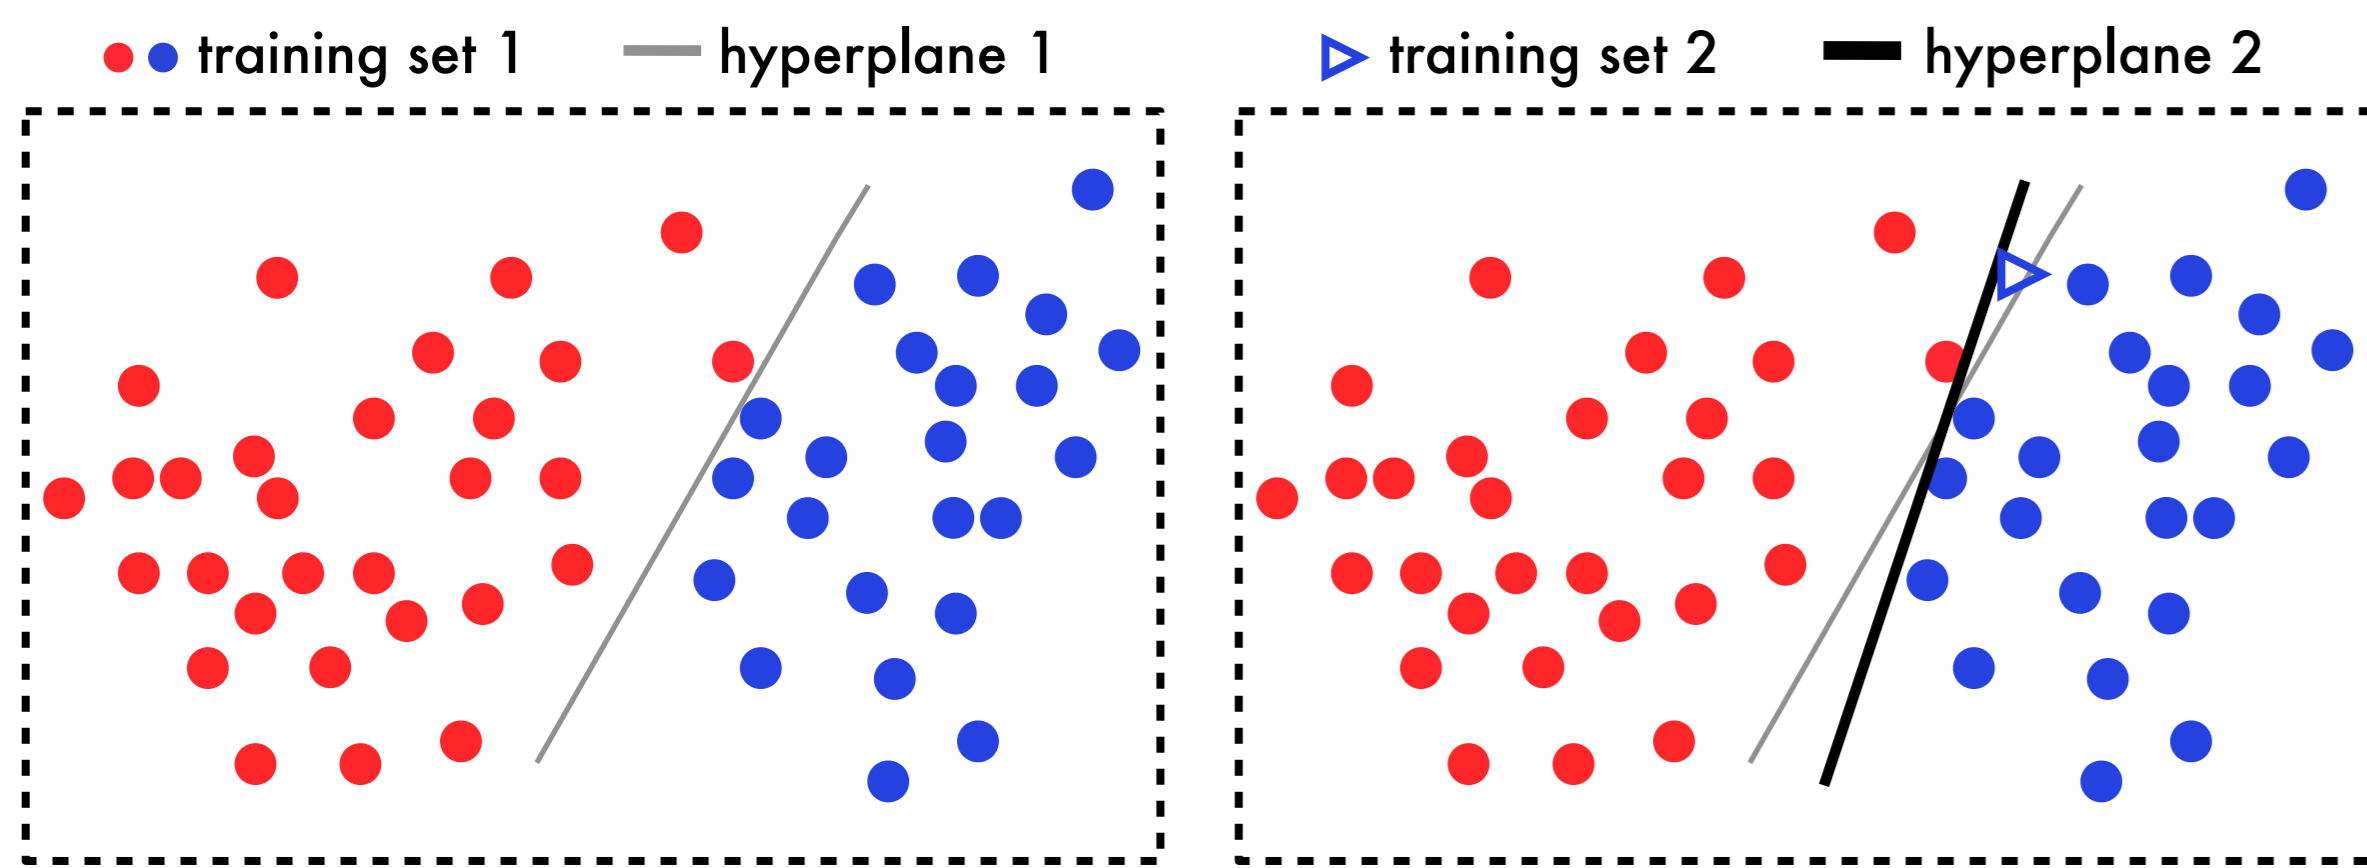 training set 1 hyperplane 1 training set 2 hyperplane 2